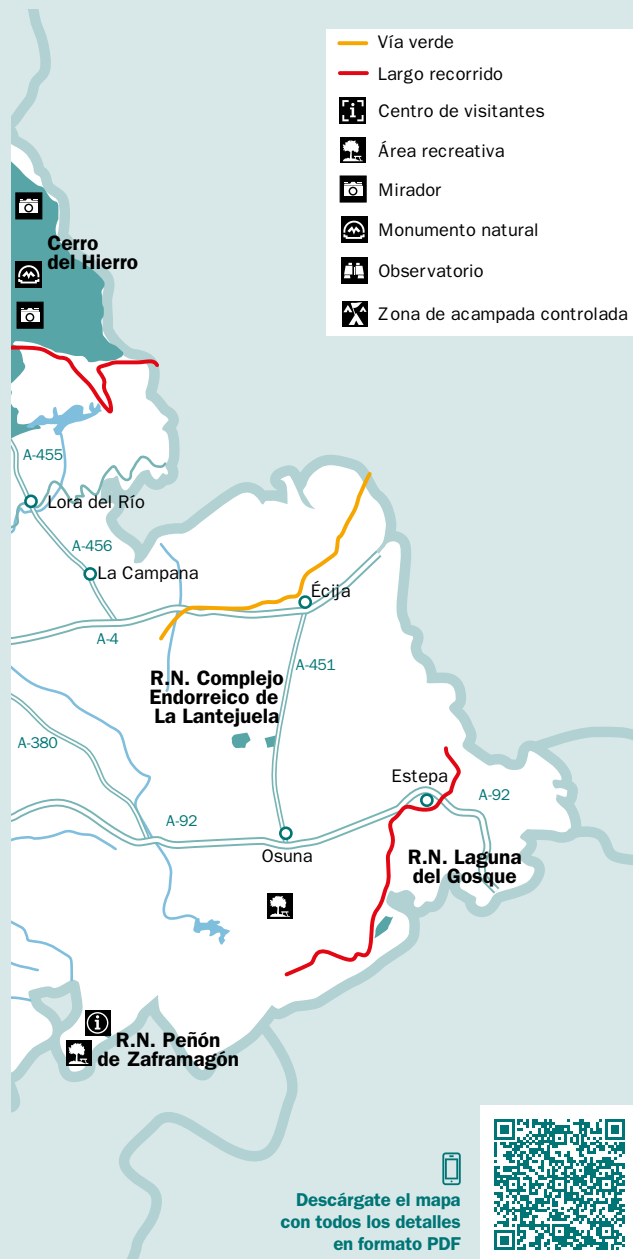 Vía verde
Largo recorrido
Centro de visitantes
Área recreativa
Mirador
Monumento natural
Observatorio
Zona de acampada controlada
Cerro
del Hierro
A-455
Lora del Río
A-456
La Campana
Écija
A-4
A-451
R.N. Complejo
Endorreico de
La Lantejuela
A-380
Estepa
A-92
A-92
Osuna
R.N. Laguna
del Gosque
R.N. Peñón
de Zaframagón
Descárgate el mapa
con todos los detalles
en formato PDF